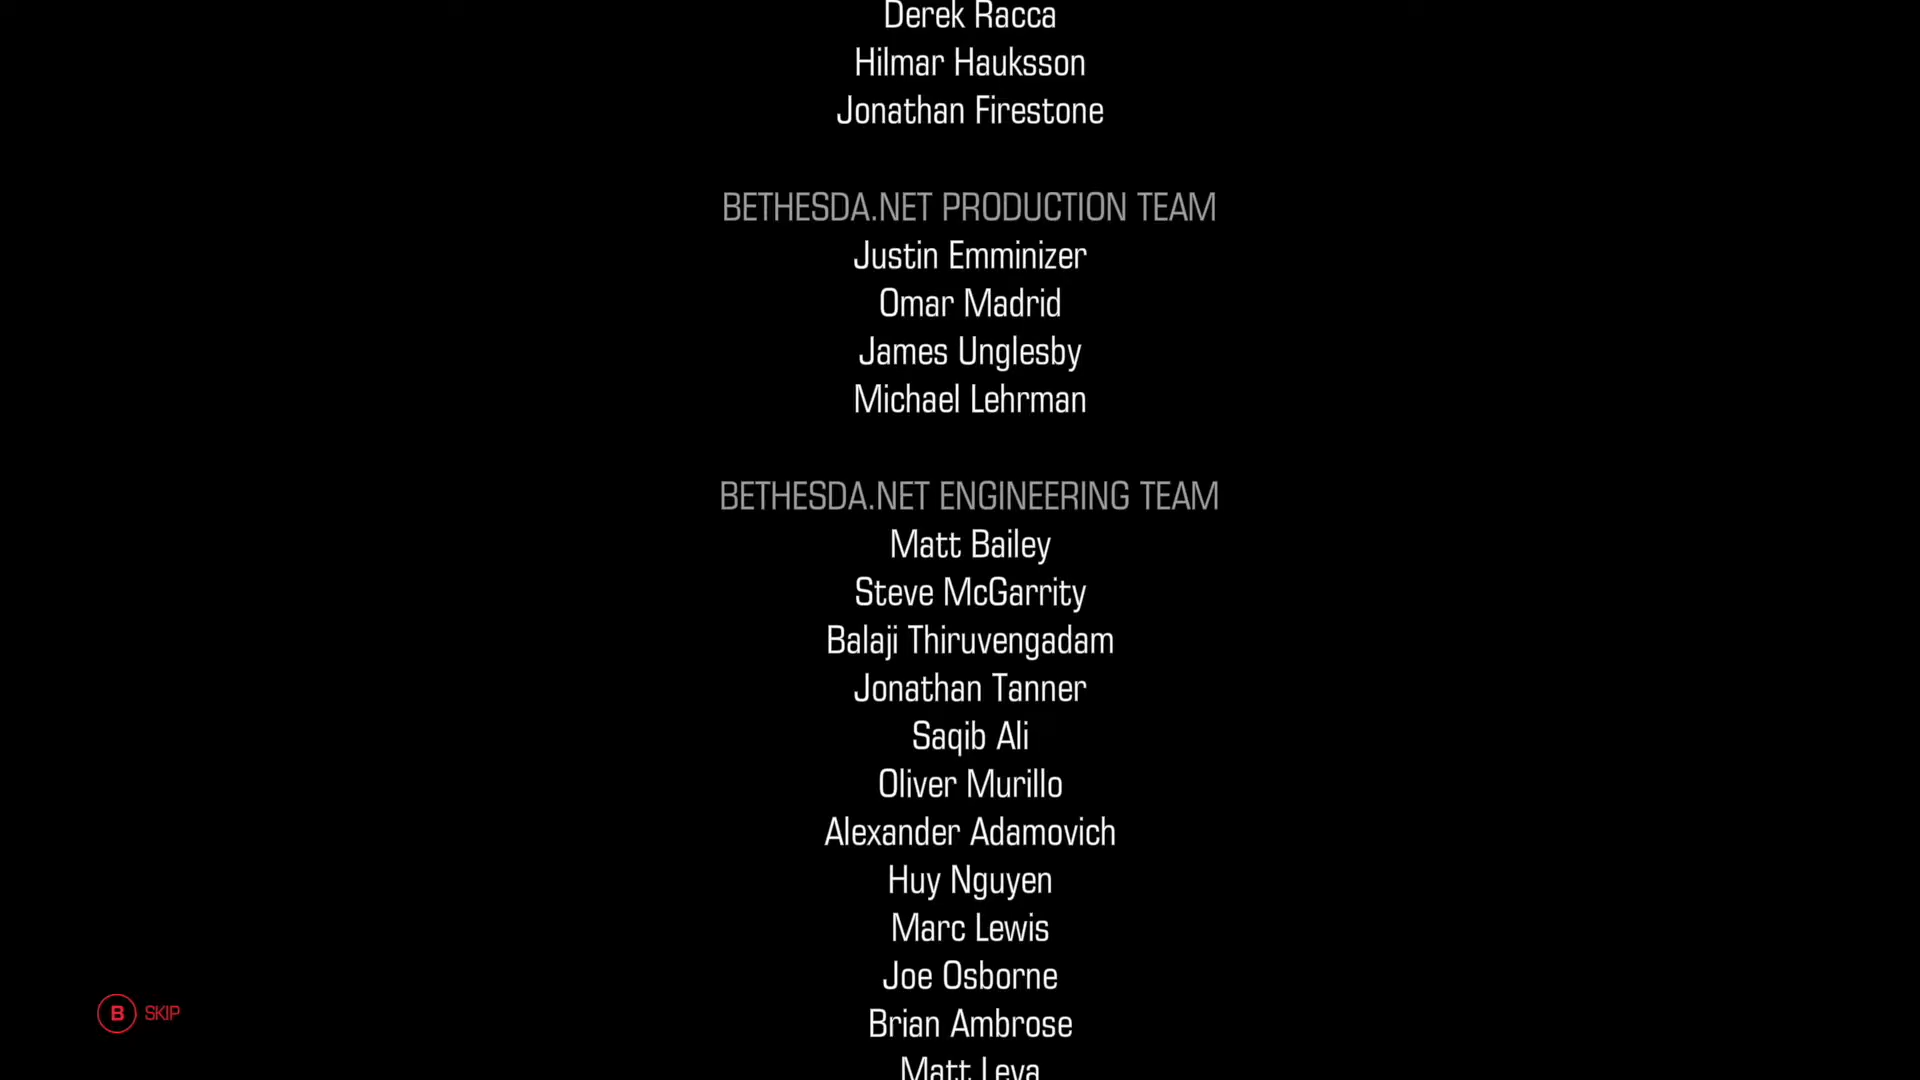 Derek Racca
Hilmar Hauksson
Jonathan Firestone
BETHESDA.NET PRODUCTION TEAM
Justin Emminizer
Omar Madrid
James Unglesby
Michael Lehrman
BETHESDA.NET ENGINEERING TEAM
Matt Bailey
Steve McGarrity
Balaji Thiruvengadam
Jonathan Tanner
Saqib Ali
Oliver Murillo
Alexander Adamovich
Huy Nguyen
Marc Lewis
Joe Osborne
Brian Ambrose
Matt Leva
B SKIP